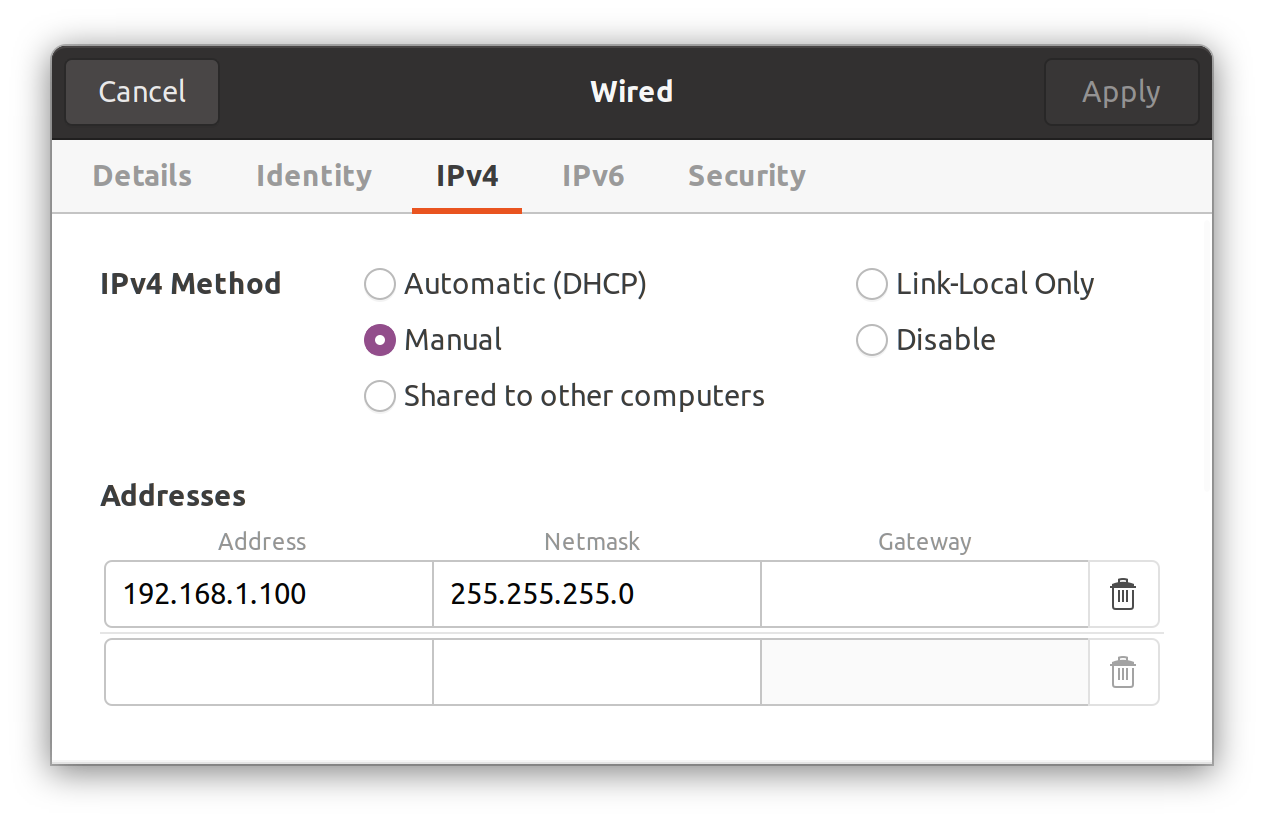 Cancel Wired Apply
Details Identity IPv4 IPv6 Security
IPv4 Method Automatic (DHCP) Link-Local Only
Manual Disable
Shared to other computers
Addresses
Address Netmask Gateway
192.168.1.100 255.255.255.0